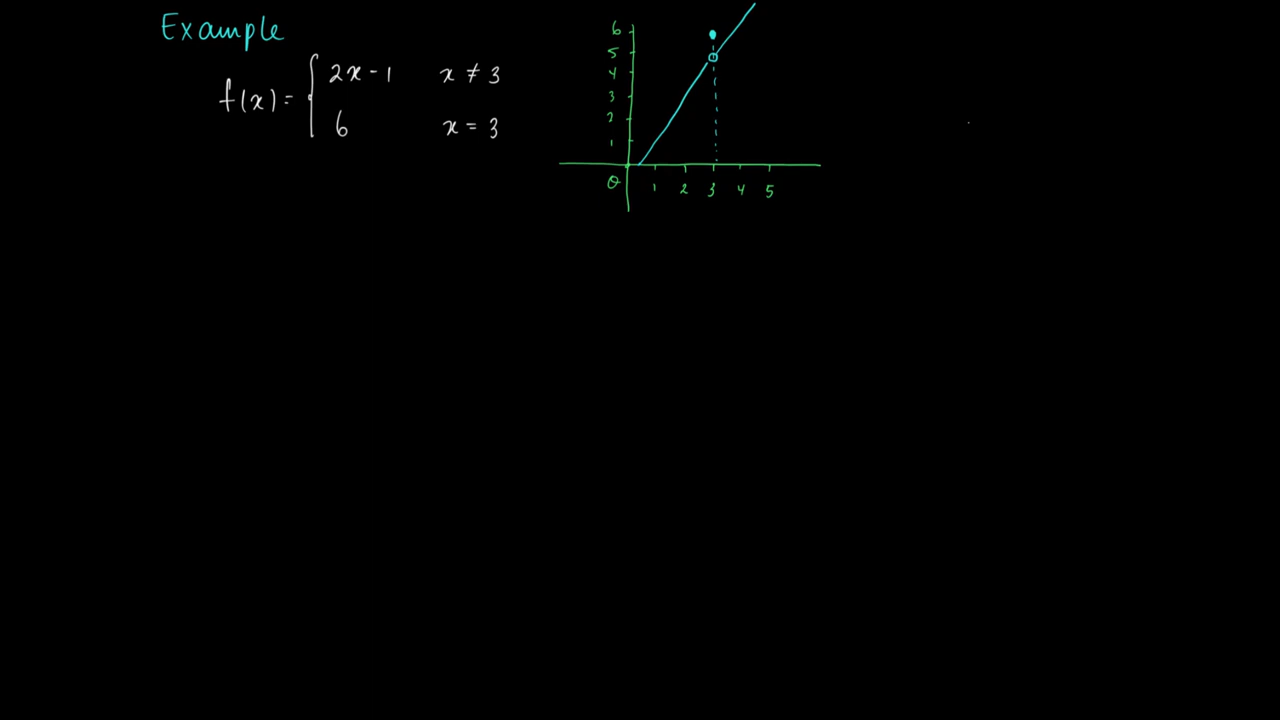 Example
f(x) = { 2x - 1 x ≠ 3
6 x = 3
6
5
4
3
2
1
0
1 2 3 4 5